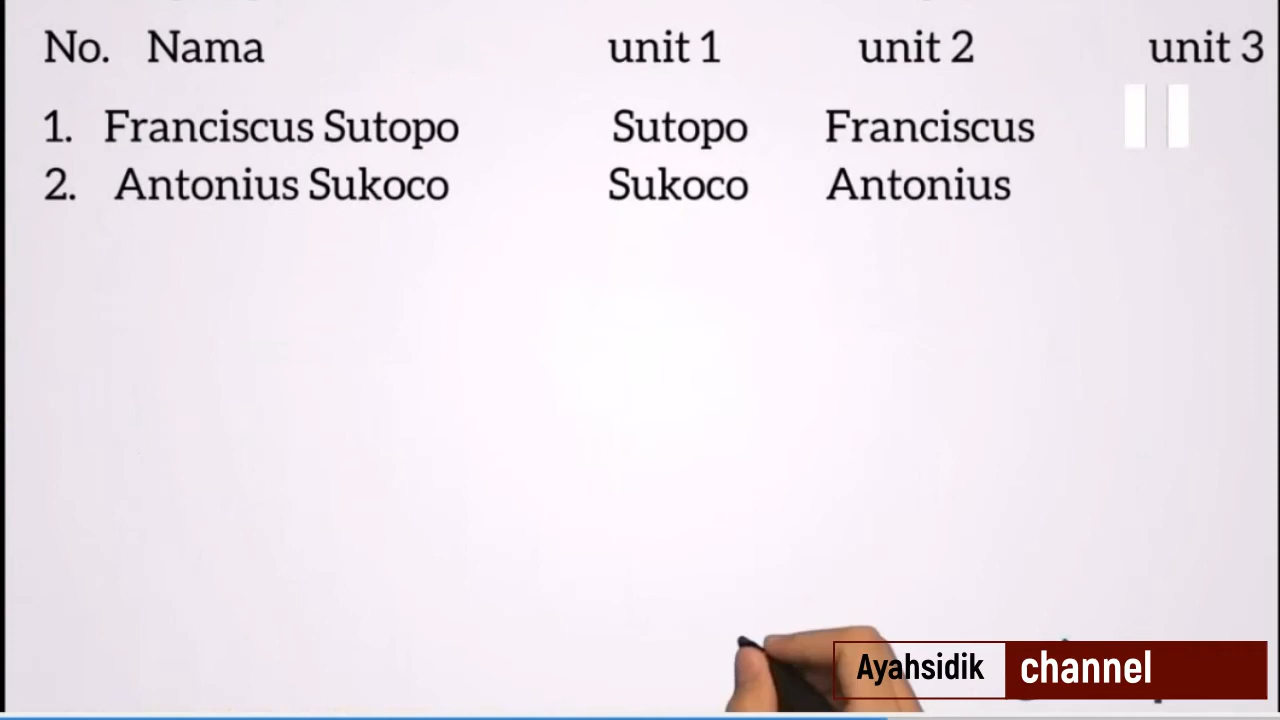 No. Nama unit 1 unit 2 unit 3
1. Franciscus Sutopo Sutopo Franciscus
2. Antonius Sukoco Sukoco Antonius
Ayahsidik channel